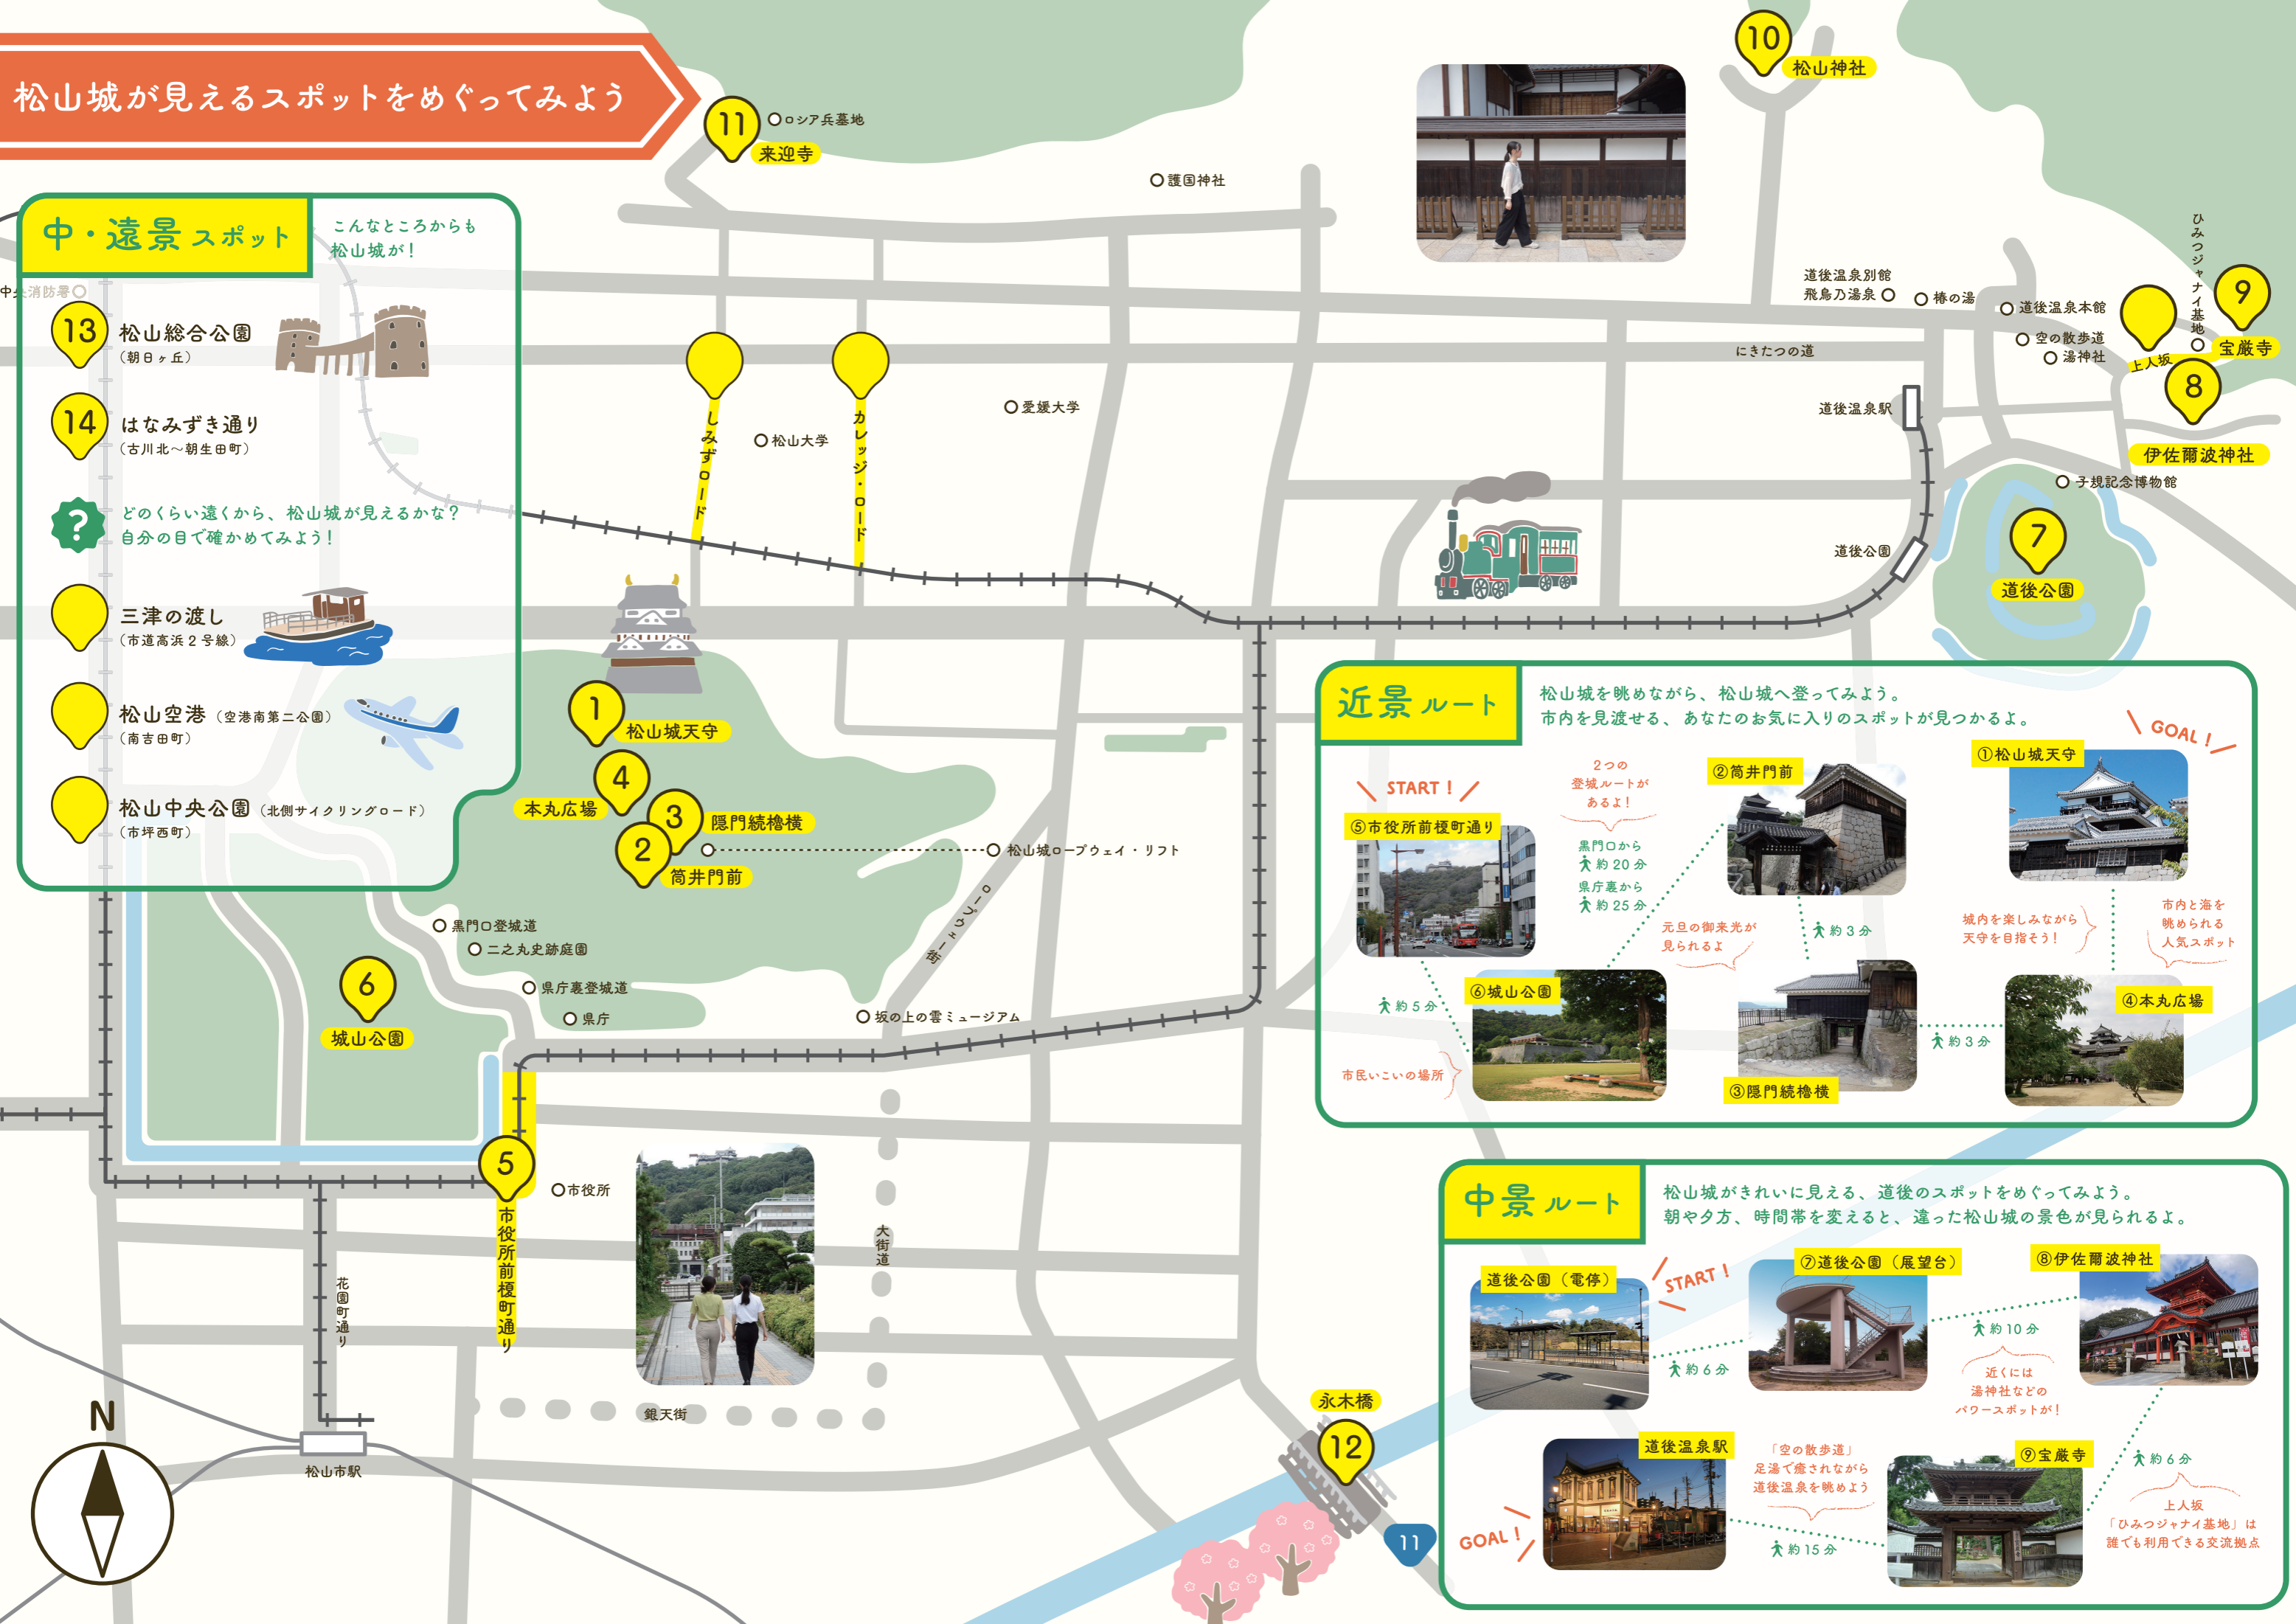 松山城が見えるスポットをめぐってみよう
中・遠景 スポット
こんなところからも
松山城が！
中央消防署
13
松山総合公園
（朝日ヶ丘）
14
はなみずき通り
（古川北〜朝生田町）
?
どのくらい遠くから、松山城が見えるかな？
自分の目で確かめてみよう！
三津の渡し
（市道高浜２号線）
松山空港（空港南第二公園）
（南吉田町）
松山中央公園（北側サイクリングロード）
（市坪西町）
11
ロシア兵墓地
来迎寺
護国神社
10
松山神社
道後温泉別館
飛鳥乃湯泉
椿の湯
道後温泉本館
空の散歩道
湯神社
ひみつジャナイ基地
9
宝厳寺
上人坂
8
伊佐爾波神社
にきたつの道
道後温泉駅
子規記念博物館
道後公園
7
道後公園
しみずロード
カレッジ・ロード
松山大学
愛媛大学
1
松山城天守
4
本丸広場
3
隠門続櫓横
2
筒井門前
松山城ロープウェイ・リフト
ロープウェー街
黒門口登城道
二之丸史跡庭園
県庁裏登城道
県庁
坂の上の雲ミュージアム
6
城山公園
5
市役所前榎町通り
市役所
大街道
花園町通り
銀天街
松山市駅
N
永木橋
12
11
近景 ルート
松山城を眺めながら、松山城へ登ってみよう。
市内を見渡せる、あなたのお気に入りのスポットが見つかるよ。
START！
⑤市役所前榎町通り
約５分
⑥城山公園
市民いこいの場所
２つの
登城ルートが
あるよ！
黒門口から
約20分
県庁裏から
約25分
②筒井門前
約３分
元旦の御来光が
見られるよ
③隠門続櫓横
約３分
④本丸広場
市内と海を
眺められる
人気スポット
城内を楽しみながら
天守を目指そう！
①松山城天守
GOAL！
中景 ルート
松山城がきれいに見える、道後のスポットをめぐってみよう。
朝や夕方、時間帯を変えると、違った松山城の景色が見られるよ。
道後公園（電停）
START！
約６分
⑦道後公園（展望台）
約10分
近くには
湯神社などの
パワースポットが！
⑧伊佐爾波神社
約６分
上人坂
「ひみつジャナイ基地」は
誰でも利用できる交流拠点
⑨宝厳寺
約15分
「空の散歩道」
足湯で癒されながら
道後温泉を眺めよう
道後温泉駅
GOAL！